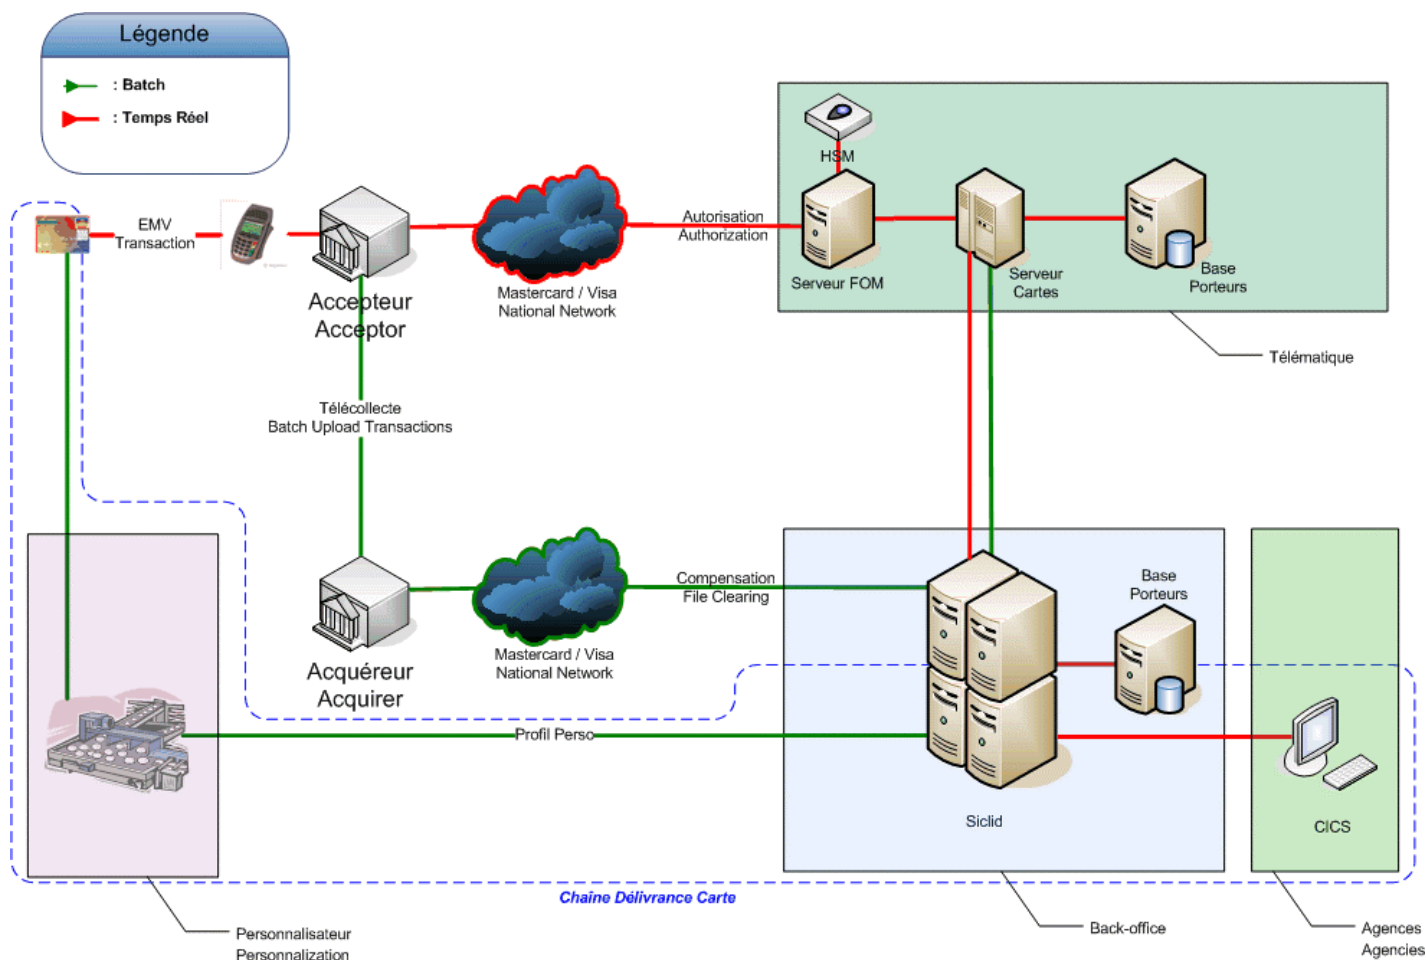 Légende
: Batch
: Temps Réel
HSM
EMV
Transaction
Autorisation
Authorization
Serveur FOM
Serveur
Cartes
Base
Porteurs
Accepteur
Acceptor
Mastercard / Visa
National Network
Télématique
Télécollecte
Batch Upload Transactions
Compensation
File Clearing
Base
Porteurs
Acquéreur
Acquirer
Mastercard / Visa
National Network
Profil Perso
Siclid
CICS
Chaîne Délivrance Carte
Personnalisateur
Personnalization
Back-office
Agences
Agencies